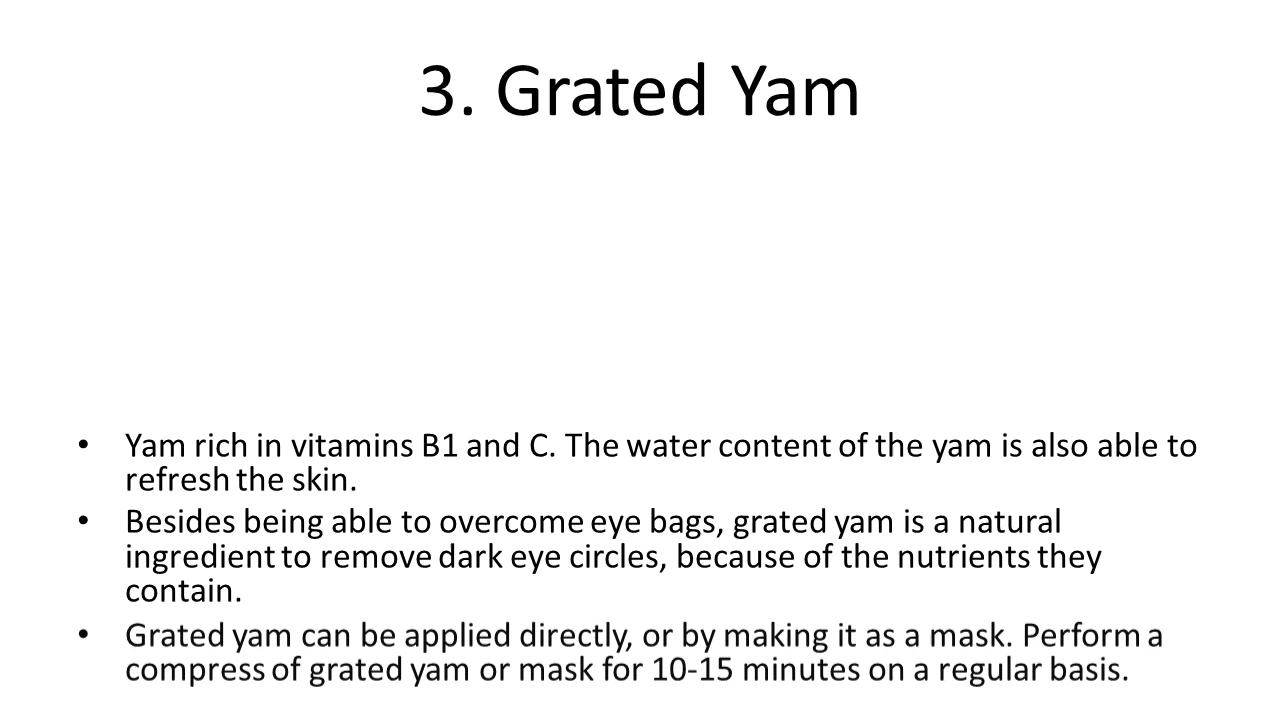 3. Grated Yam
• Yam rich in vitamins B1 and C. The water content of the yam is also able to
refresh the skin.
• Besides being able to overcome eye bags, grated yam is a natural
ingredient to remove dark eye circles, because of the nutrients they
contain.
• Grated yam can be applied directly, or by making it as a mask. Perform a
compress of grated yam or mask for 10-15 minutes on a regular basis.